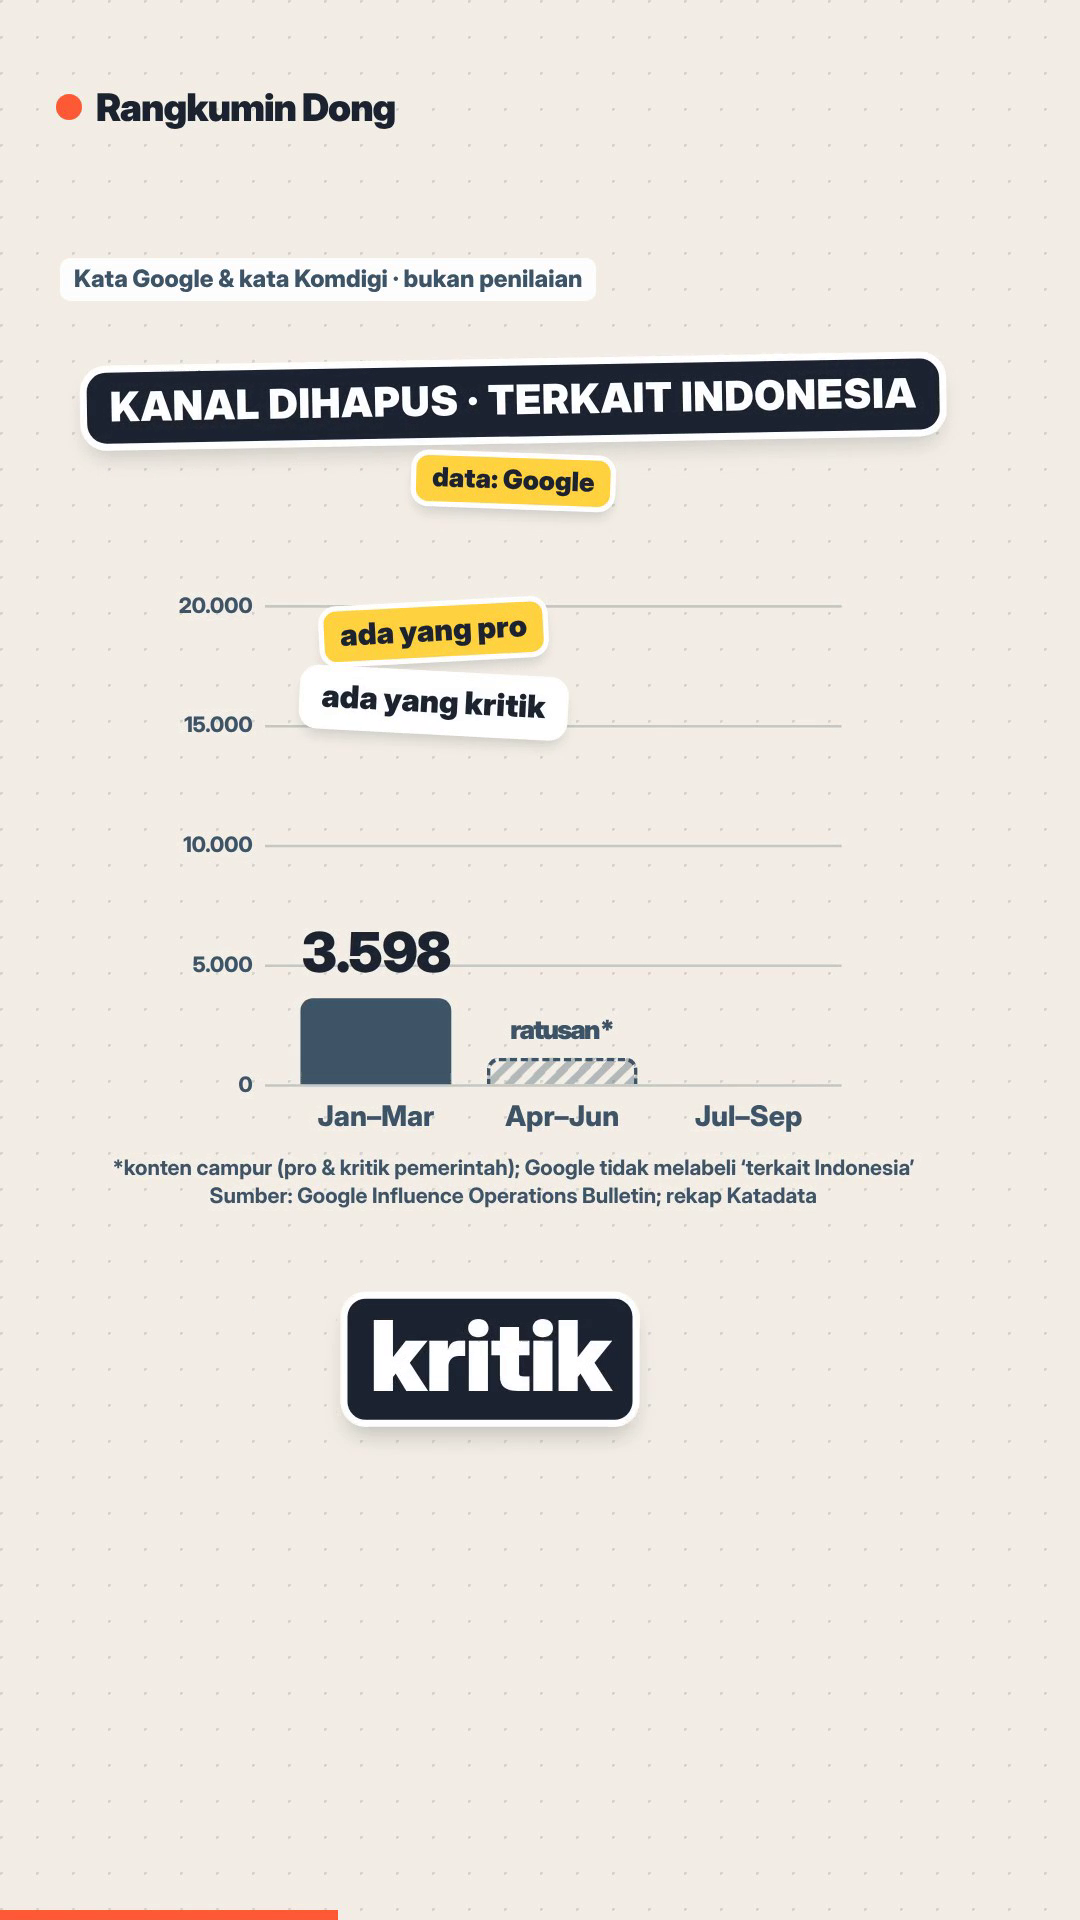 Rangkumin Dong
Kata Google & kata Komdigi · bukan penilaian
KANAL DIHAPUS · TERKAIT INDONESIA
data: Google
20.000
ada yang pro
ada yang kritik
15.000
10.000
3.598
5.000
ratusan*
0
Jan–Mar Apr–Jun Jul–Sep
*konten campur (pro & kritik pemerintah); Google tidak melabeli ‘terkait Indonesia’
Sumber: Google Influence Operations Bulletin; rekap Katadata
kritik